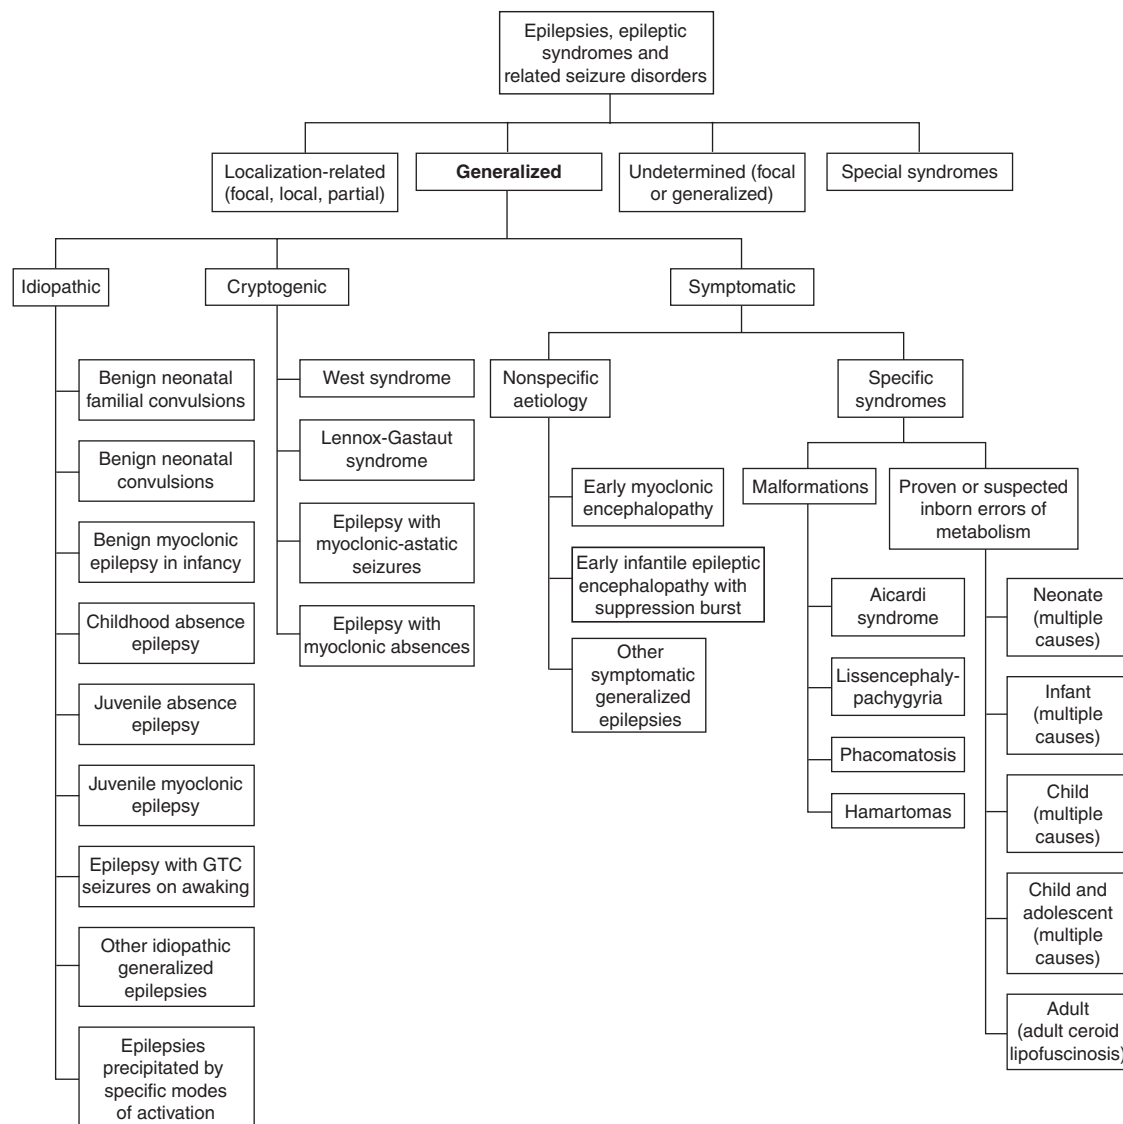 Epilepsies, epileptic
syndromes and
related seizure disorders
Localization-related
(focal, local, partial)
Generalized
Undetermined (focal
or generalized)
Special syndromes
Idiopathic
Cryptogenic
Symptomatic
Benign neonatal
familial convulsions
Benign neonatal
convulsions
Benign myoclonic
epilepsy in infancy
Childhood absence
epilepsy
Juvenile absence
epilepsy
Juvenile myoclonic
epilepsy
Epilepsy with GTC
seizures on awaking
Other idiopathic
generalized
epilepsies
Epilepsies
precipitated by
specific modes
of activation
West syndrome
Lennox-Gastaut
syndrome
Epilepsy with
myoclonic-astatic
seizures
Epilepsy with
myoclonic absences
Nonspecific
aetiology
Early myoclonic
encephalopathy
Early infantile epileptic
encephalopathy with
suppression burst
Other
symptomatic
generalized
epilepsies
Specific
syndromes
Malformations
Aicardi
syndrome
Lissencephaly-
pachygyria
Phacomatosis
Hamartomas
Proven or suspected
inborn errors of
metabolism
Neonate
(multiple
causes)
Infant
(multiple
causes)
Child
(multiple
causes)
Child and
adolescent
(multiple
causes)
Adult
(adult ceroid
lipofuscinosis)